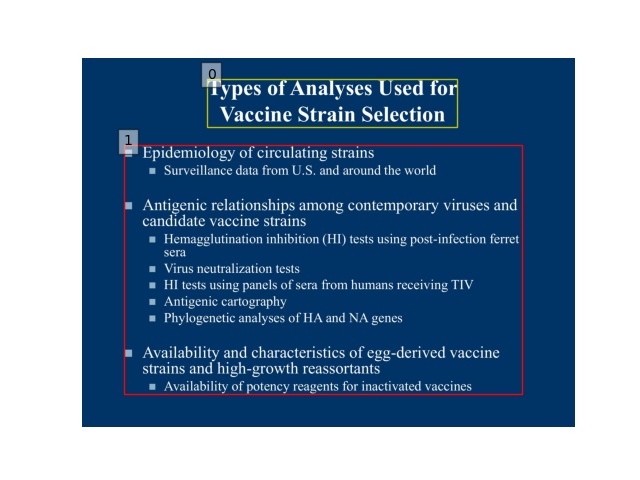 0
Types of Analyses Used for
Vaccine Strain Selection
1
Epidemiology of circulating strains
Surveillance data from U.S. and around the world
Antigenic relationships among contemporary viruses and
candidate vaccine strains
Hemagglutination inhibition (HI) tests using post-infection ferret
sera
Virus neutralization tests
HI tests using panels of sera from humans receiving TIV
Antigenic cartography
Phylogenetic analyses of HA and NA genes
Availability and characteristics of egg-derived vaccine
strains and high-growth reassortants
Availability of potency reagents for inactivated vaccines